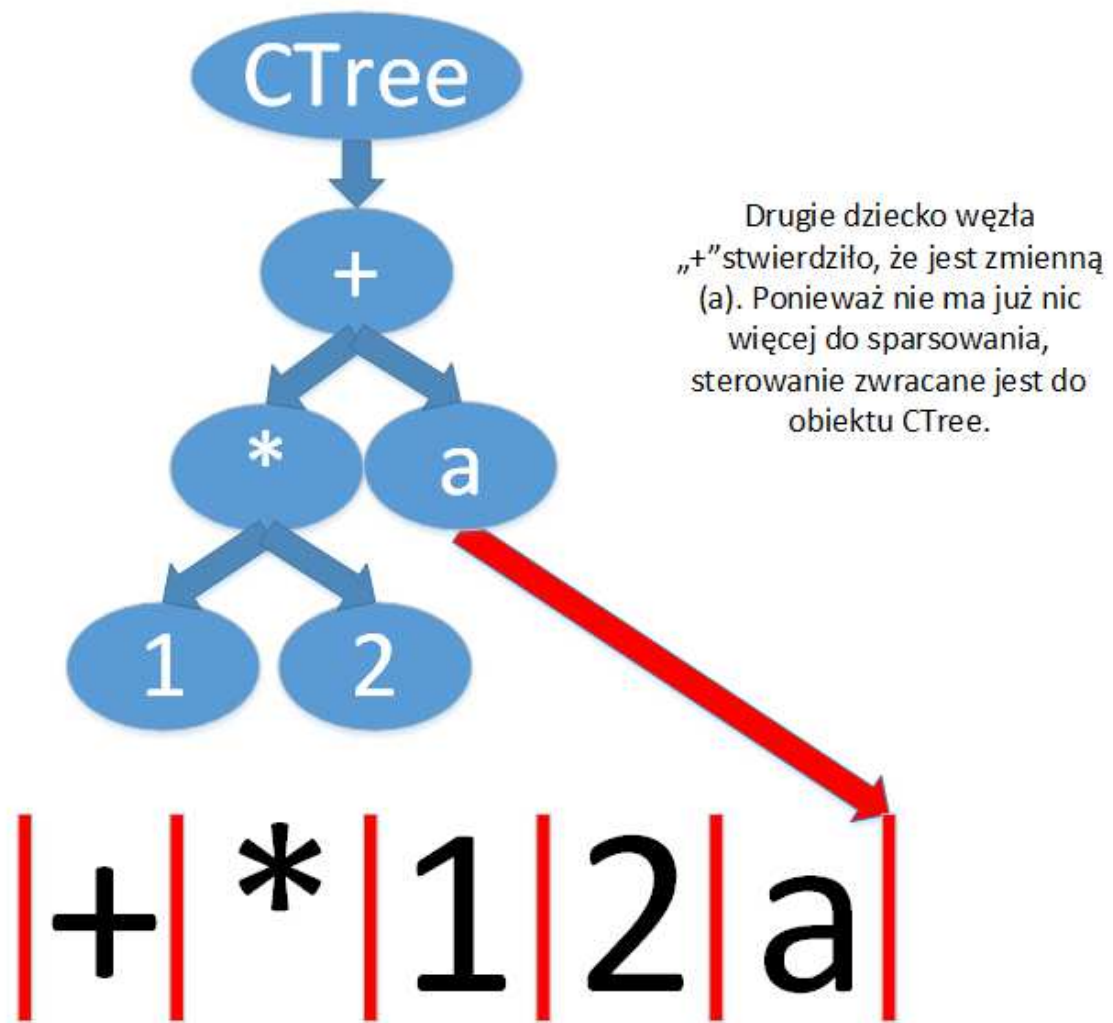 CTree
+
Drugie dziecko węzła
„+”stwierdziło, że jest zmienną
(a). Ponieważ nie ma już nic
więcej do sparsowania,
sterowanie zwracane jest do
obiektu CTree.
* a
1 2
|+|*|1|2|a|